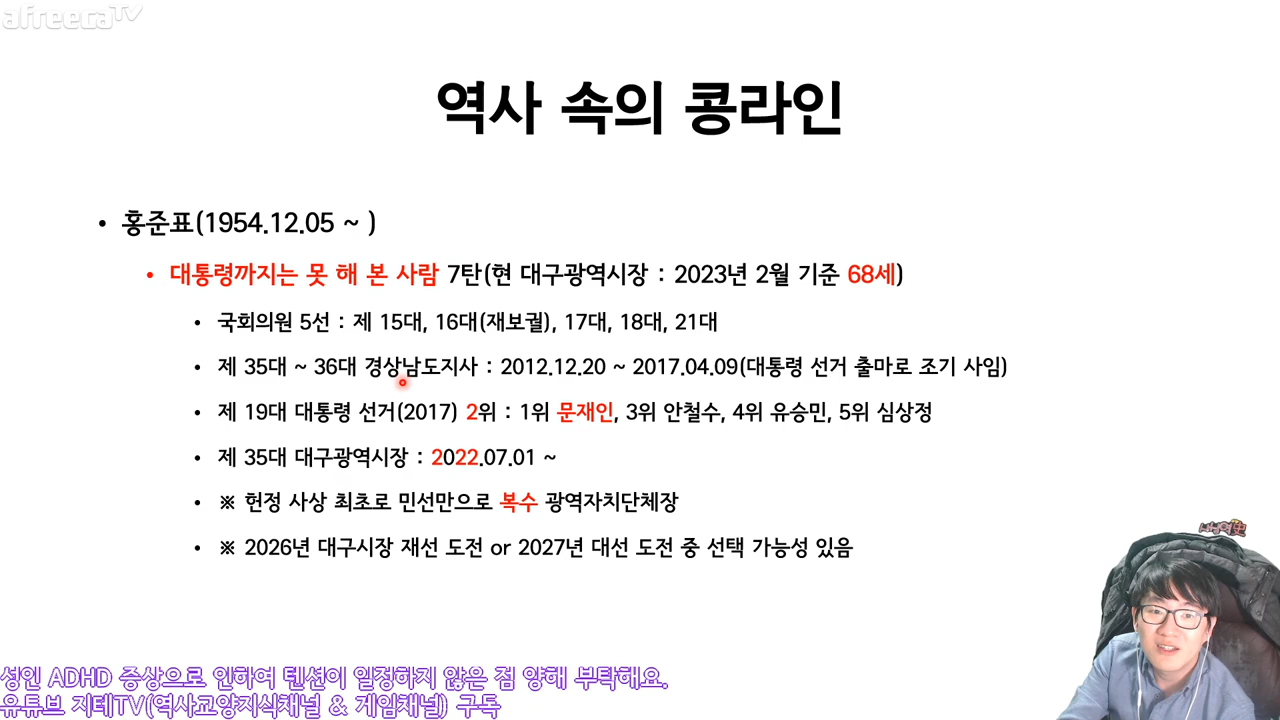 afreecaTV
역사 속의 콩라인
• 홍준표(1954.12.05 ~ )
• 대통령까지는 못 해 본 사람 7탄(현 대구광역시장 : 2023년 2월 기준 68세)
• 국회의원 5선 : 제 15대, 16대(재보궐), 17대, 18대, 21대
• 제 35대 ~ 36대 경상남도지사 : 2012.12.20 ~ 2017.04.09(대통령 선거 출마로 조기 사임)
• 제 19대 대통령 선거(2017) 2위 : 1위 문재인, 3위 안철수, 4위 유승민, 5위 심상정
• 제 35대 대구광역시장 : 2022.07.01 ~
• ※ 헌정 사상 최초로 민선만으로 복수 광역자치단체장
• ※ 2026년 대구시장 재선 도전 or 2027년 대선 도전 중 선택 가능성 있음
성인 ADHD 증상으로 인하여 텐션이 일정하지 않은 점 양해 부탁해요.
유튜브 지테TV(역사교양지식채널 & 게임채널) 구독